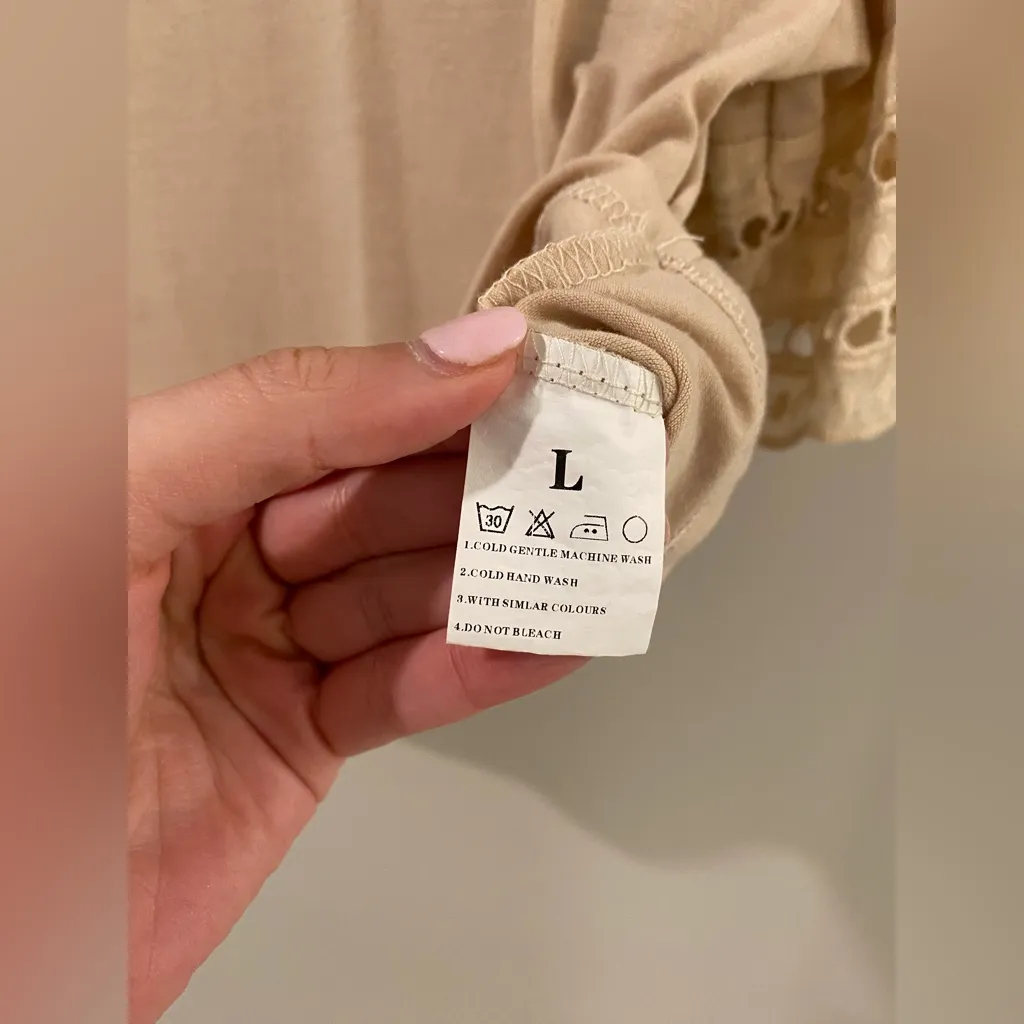 L
30
1.COLD GENTLE MACHINE WASH
2.COLD HAND WASH
3.WITH SIMLAR COLOURS
4.DO NOT BLEACH